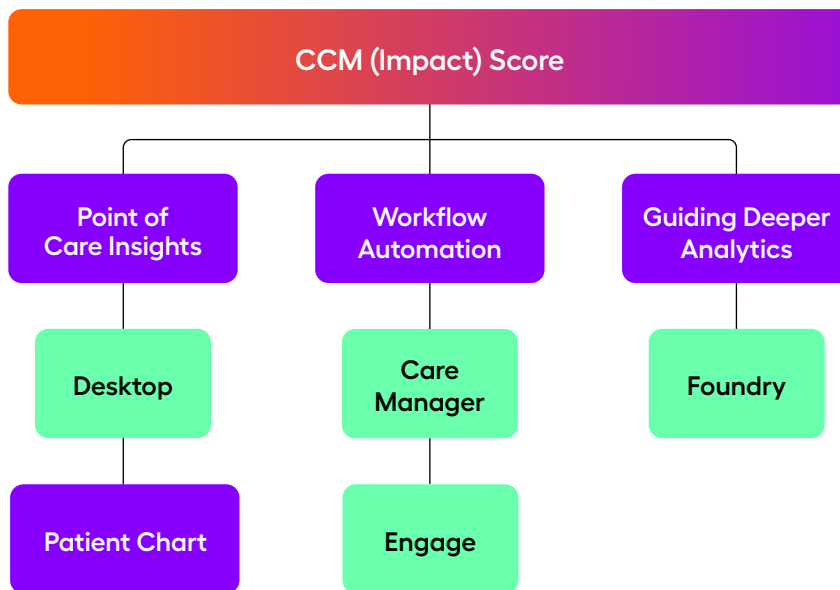 CCM (Impact) Score
Point of
Care Insights
Workflow
Automation
Guiding Deeper
Analytics
Desktop
Care
Manager
Foundry
Patient Chart
Engage